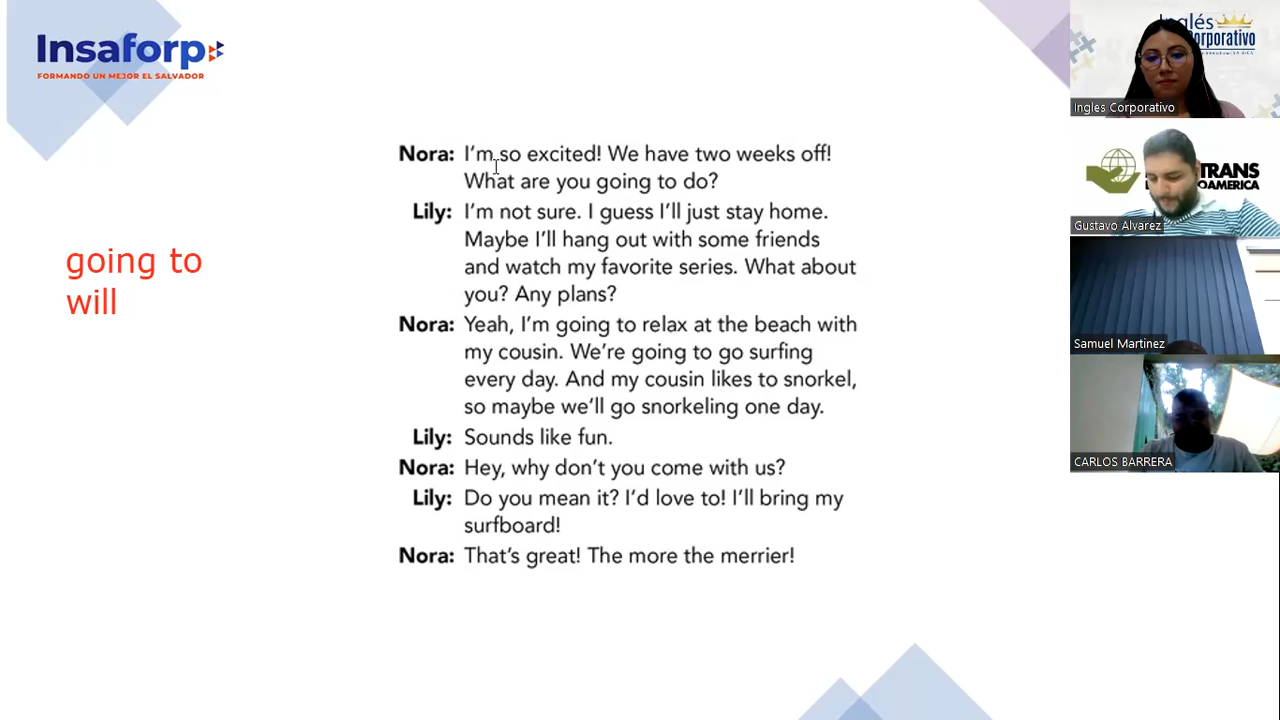 Insaforp
FORMANDO UN MEJOR EL SALVADOR
going to
will
Nora: I'm so excited! We have two weeks off!
What are you going to do?
Lily: I'm not sure. I guess I'll just stay home.
Maybe I'll hang out with some friends
and watch my favorite series. What about
you? Any plans?
Nora: Yeah, I'm going to relax at the beach with
my cousin. We're going to go surfing
every day. And my cousin likes to snorkel,
so maybe we'll go snorkeling one day.
Lily: Sounds like fun.
Nora: Hey, why don't you come with us?
Lily: Do you mean it? I'd love to! I'll bring my
surfboard!
Nora: That's great! The more the merrier!
Inglés
Corporativo
Ingles Corporativo
TRANS
Gustavo Alvarez
Samuel Martinez
CARLOS BARRERA